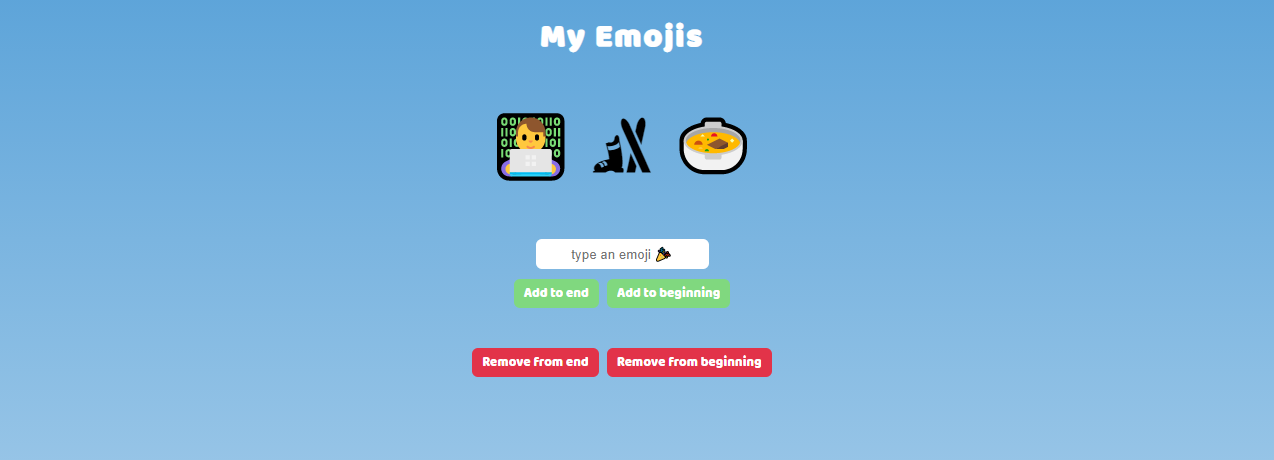 My Emojis
type an emoji 🎉
Add to end Add to beginning
Remove from end Remove from beginning